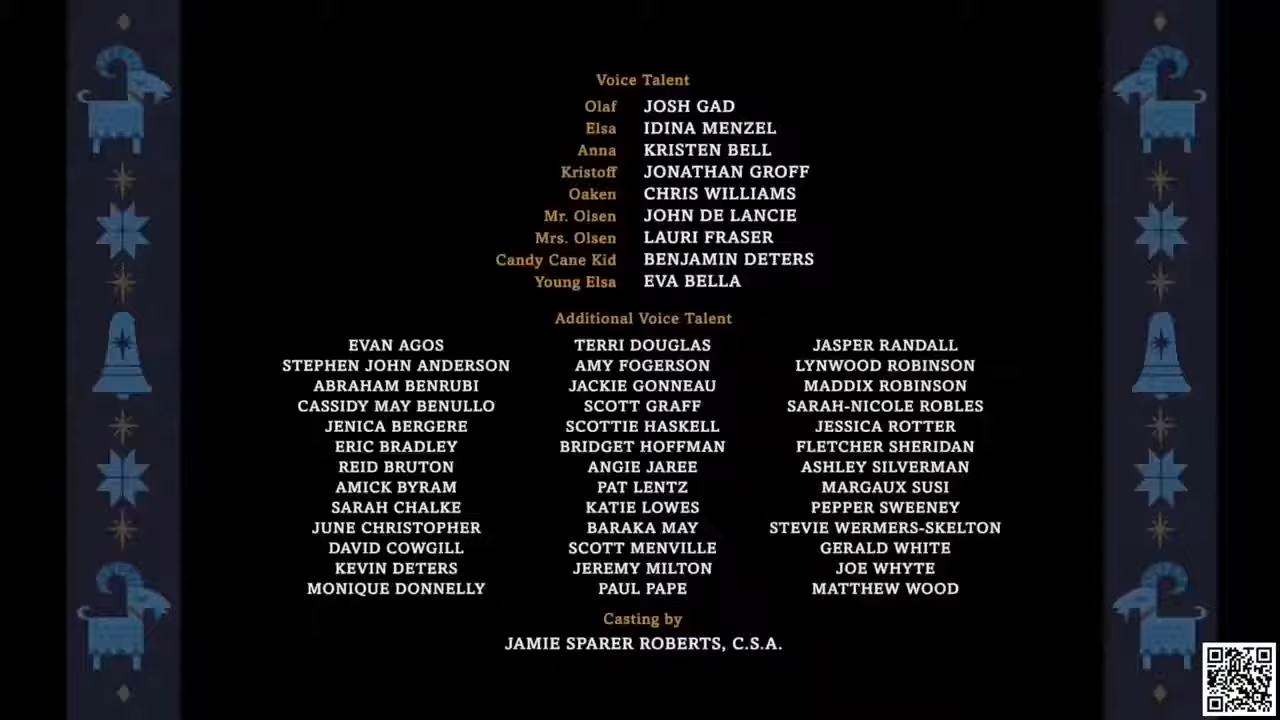 Voice Talent
Olaf JOSH GAD
Elsa IDINA MENZEL
Anna KRISTEN BELL
Kristoff JONATHAN GROFF
Oaken CHRIS WILLIAMS
Mr. Olsen JOHN DE LANCIE
Mrs. Olsen LAURI FRASER
Candy Cane Kid BENJAMIN DETERS
Young Elsa EVA BELLA
Additional Voice Talent
EVAN AGOS TERRI DOUGLAS JASPER RANDALL
STEPHEN JOHN ANDERSON AMY FOGERSON LYNWOOD ROBINSON
ABRAHAM BENRUBI JACKIE GONNEAU MADDIX ROBINSON
CASSIDY MAY BENULLO SCOTT GRAFF SARAH-NICOLE ROBLES
JENICA BERGERE SCOTTIE HASKELL JESSICA ROTTER
ERIC BRADLEY BRIDGET HOFFMAN FLETCHER SHERIDAN
REID BRUTON ANGIE JAREE ASHLEY SILVERMAN
AMICK BYRAM PAT LENTZ MARGAUX SUSI
SARAH CHALKE KATIE LOWES PEPPER SWEENEY
JUNE CHRISTOPHER BARAKA MAY STEVIE WERMERS-SKELTON
DAVID COWGILL SCOTT MENVILLE GERALD WHITE
KEVIN DETERS JEREMY MILTON JOE WHYTE
MONIQUE DONNELLY PAUL PAPE MATTHEW WOOD
Casting by
JAMIE SPARER ROBERTS, C.S.A.